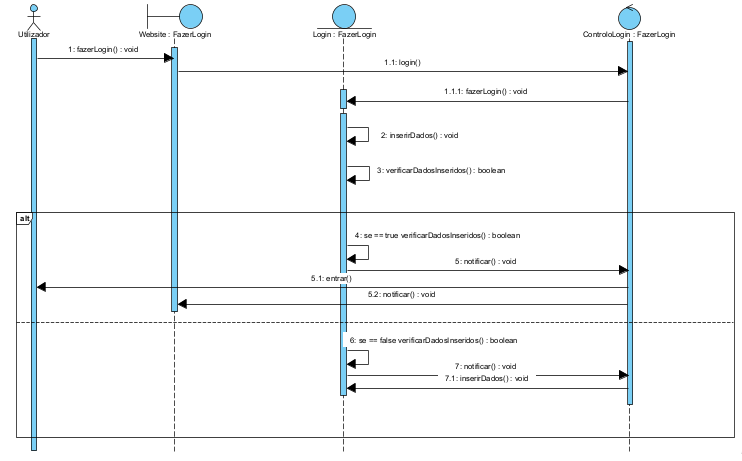 Utilizador
Website : FazerLogin
Login : FazerLogin
ControloLogin : FazerLogin
1: fazerLogin() : void
1.1: login()
1.1.1: fazerLogin() : void
2: inserirDados() : void
3: verificarDadosInseridos() : boolean
alt
4: se == true verificarDadosInseridos() : boolean
5: notificar() : void
5.1: entrar()
5.2: notificar() : void
6: se == false verificarDadosInseridos() : boolean
7: notificar() : void
7.1: inserirDados() : void